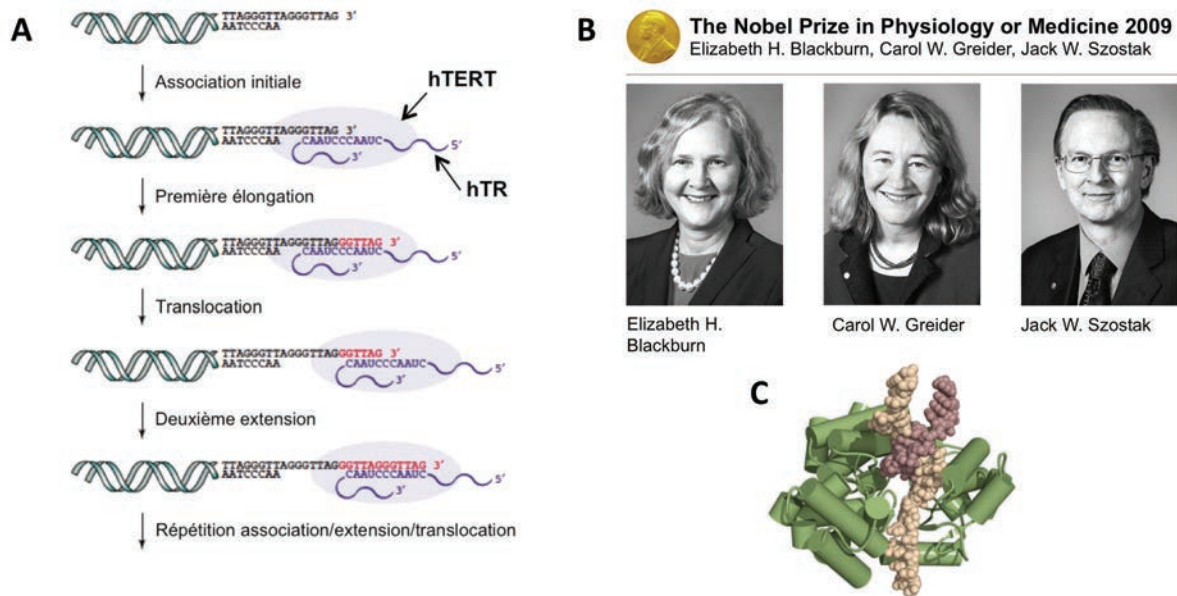 A
TTAGGGTTAGGGTTAG 3'
AATCCCAA
Association initiale
hTERT
TTAGGGTTAGGGTTAG 3'
AATCCCAA CAAUCCCAAUC 5'
3'
hTR
Première élongation
TTAGGGTTAGGGTTAGGGTTAG 3'
AATCCCAA CAAUCCCAAUC 5'
3'
Translocation
TTAGGGTTAGGGTTAGGGTTAG 3'
AATCCCAA CAAUCCCAAUC 5'
3'
Deuxième extension
TTAGGGTTAGGGTTAGGGTTAGGGTTAG 3'
AATCCCAA CAAUCCCAAUC 5'
3'
Répétition association/extension/translocation
B
The Nobel Prize in Physiology or Medicine 2009
Elizabeth H. Blackburn, Carol W. Greider, Jack W. Szostak
Elizabeth H.
Blackburn
Carol W. Greider
Jack W. Szostak
C